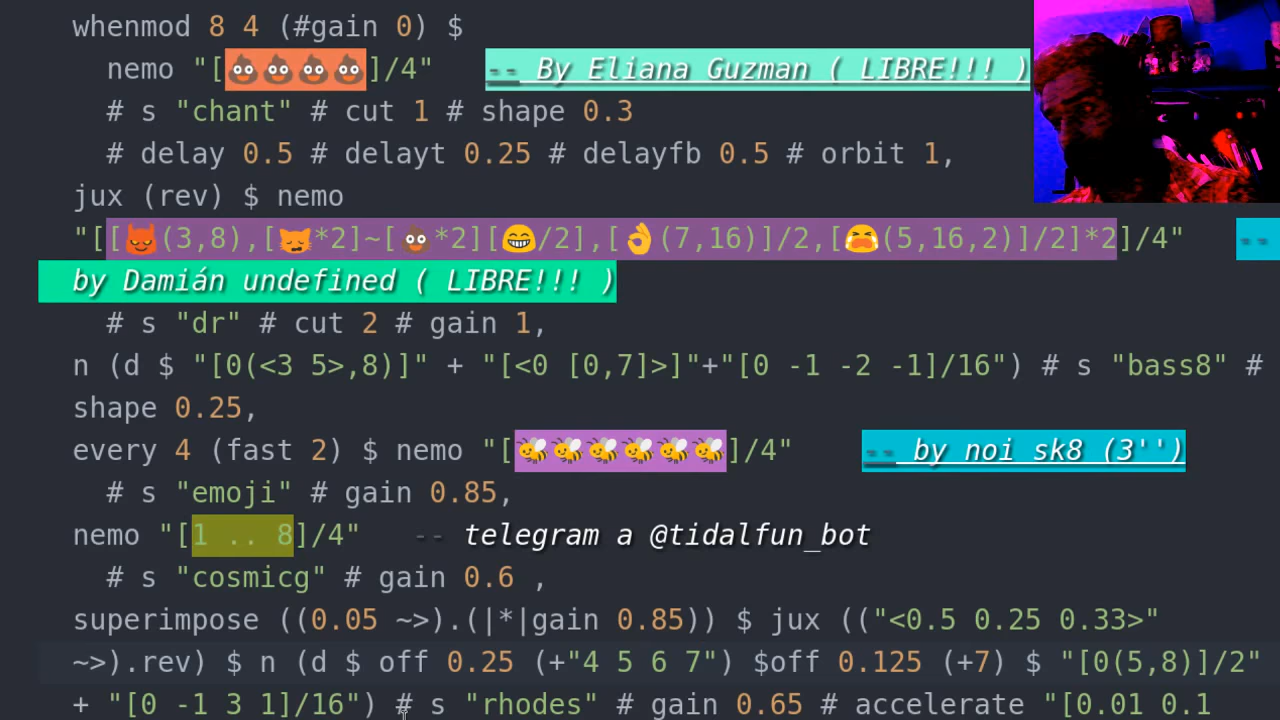 whenmod 8 4 (#gain 0) $
nemo "[💩💩💩💩]/4" -- By Eliana Guzman ( LIBRE!!! )
# s "chant" # cut 1 # shape 0.3
# delay 0.5 # delayt 0.25 # delayfb 0.5 # orbit 1,
jux (rev) $ nemo
"[[😈(3,8),[😿*2]~[💩*2][😁/2],[👌(7,16)]/2,[😭(5,16,2)]/2]*2]/4" --
by Damián undefined ( LIBRE!!! )
# s "dr" # cut 2 # gain 1,
n (d $ "[0(<3 5>,8)]" + "[<0 [0,7]>]"+"[0 -1 -2 -1]/16") # s "bass8" #
shape 0.25,
every 4 (fast 2) $ nemo "[🐝🐝🐝🐝🐝🐝]/4" -- by noi sk8 (3'')
# s "emoji" # gain 0.85,
nemo "[1 .. 8]/4" -- telegram a @tidalfun_bot
# s "cosmicg" # gain 0.6 ,
superimpose ((0.05 ~>).(|*|gain 0.85)) $ jux (("<0.5 0.25 0.33>"
~>).rev) $ n (d $ off 0.25 (+"4 5 6 7") $off 0.125 (+7) $ "[0(5,8)]/2"
+ "[0 -1 3 1]/16") # s "rhodes" # gain 0.65 # accelerate "[0.01 0.1